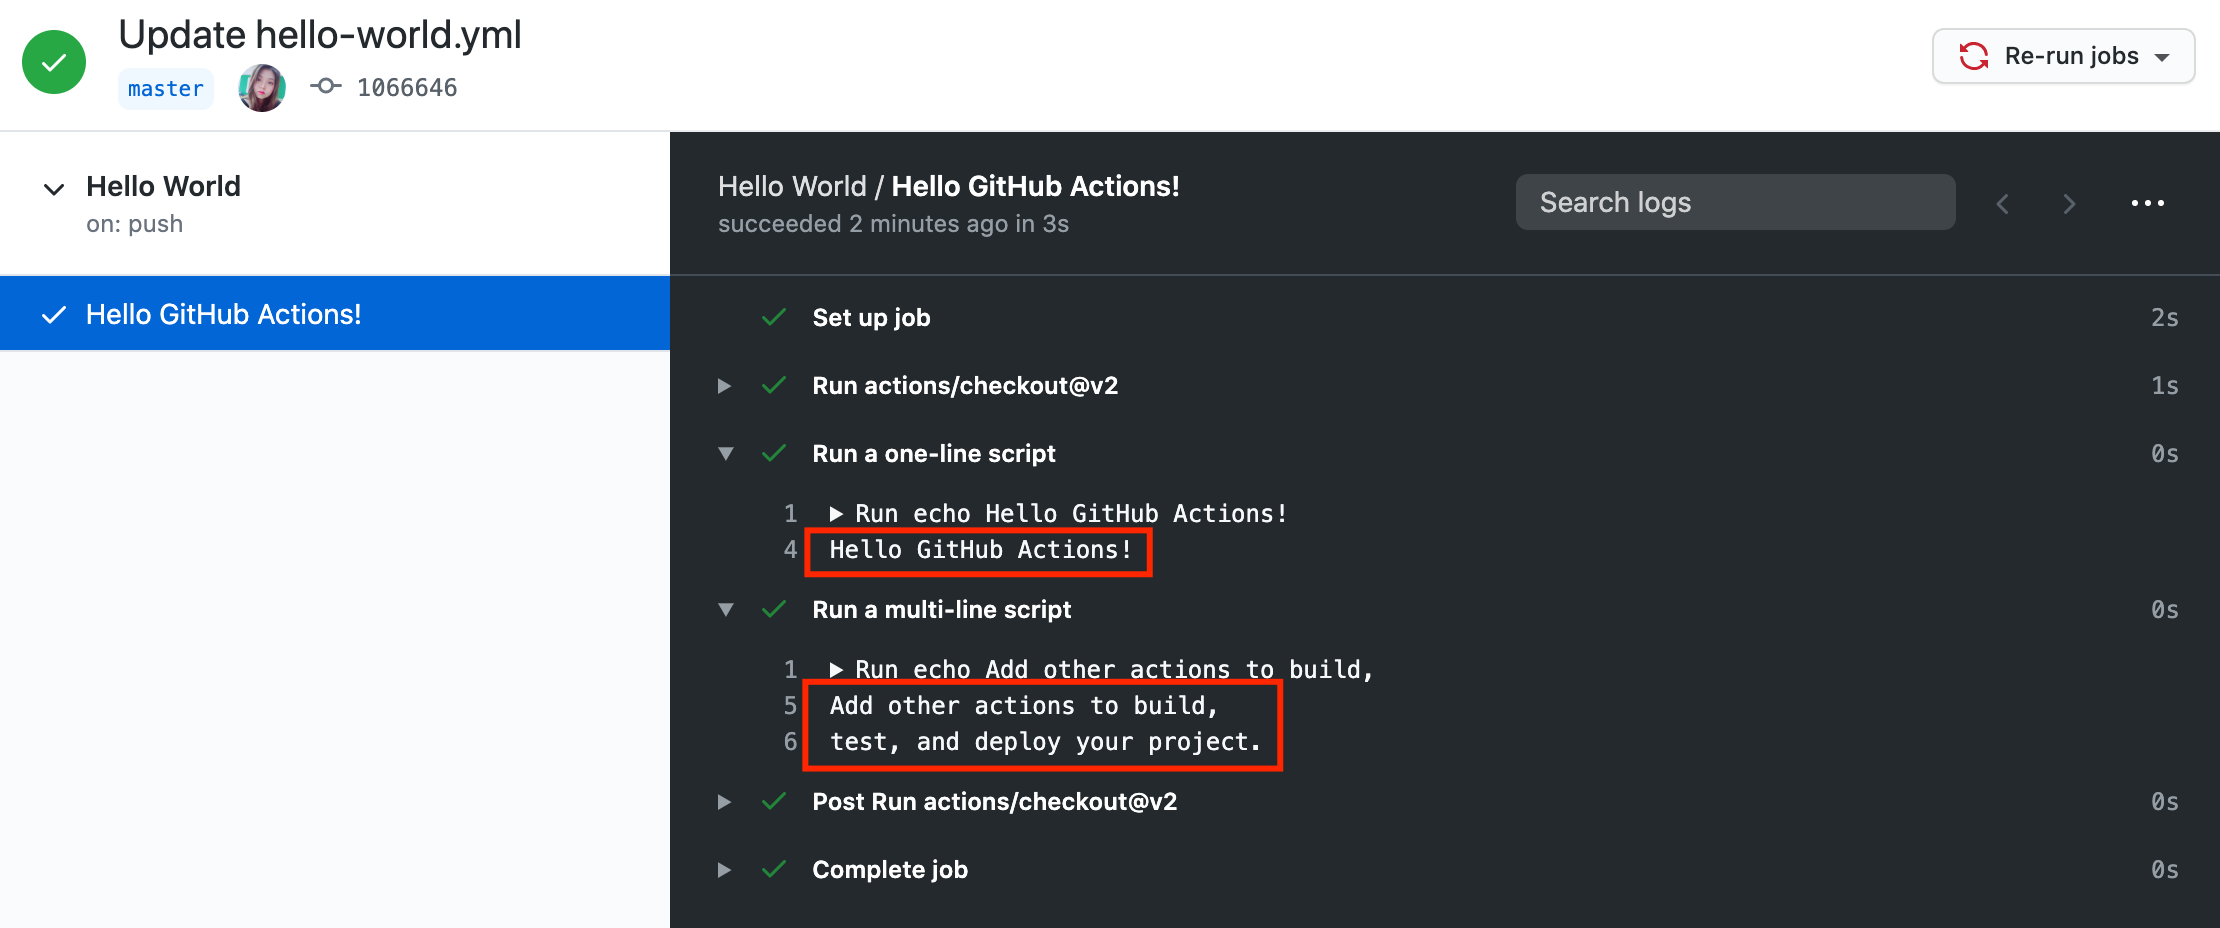 Update hello-world.yml
master 1066646
Re-run jobs
Hello World
on: push
Hello GitHub Actions!
Hello World / Hello GitHub Actions!
succeeded 2 minutes ago in 3s
Search logs
Set up job 2s
Run actions/checkout@v2 1s
Run a one-line script 0s
1 Run echo Hello GitHub Actions!
4 Hello GitHub Actions!
Run a multi-line script 0s
1 Run echo Add other actions to build,
5 Add other actions to build,
6 test, and deploy your project.
Post Run actions/checkout@v2 0s
Complete job 0s